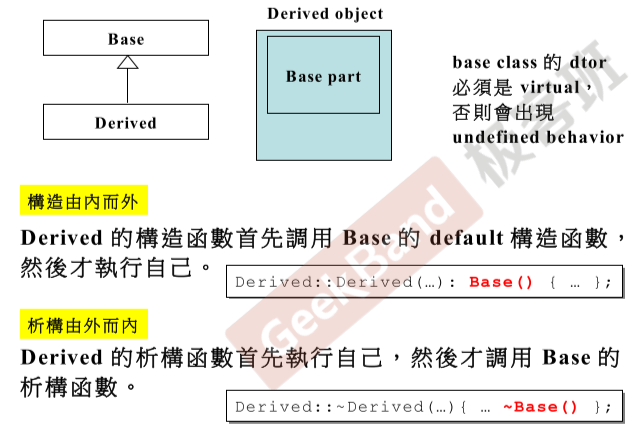 Derived object
Base
Base part
Derived
base class 的 dtor
必須是 virtual，
否則會出現
undefined behavior
構造由內而外
Derived 的構造函數首先調用 Base 的 default 構造函數，
然後才執行自己。
Derived::Derived(…): Base() { … };
析構由外而內
Derived 的析構函數首先執行自己，然後才調用 Base 的
析構函數。
Derived::~Derived(…){ … ~Base() };
GeekBand 极客班